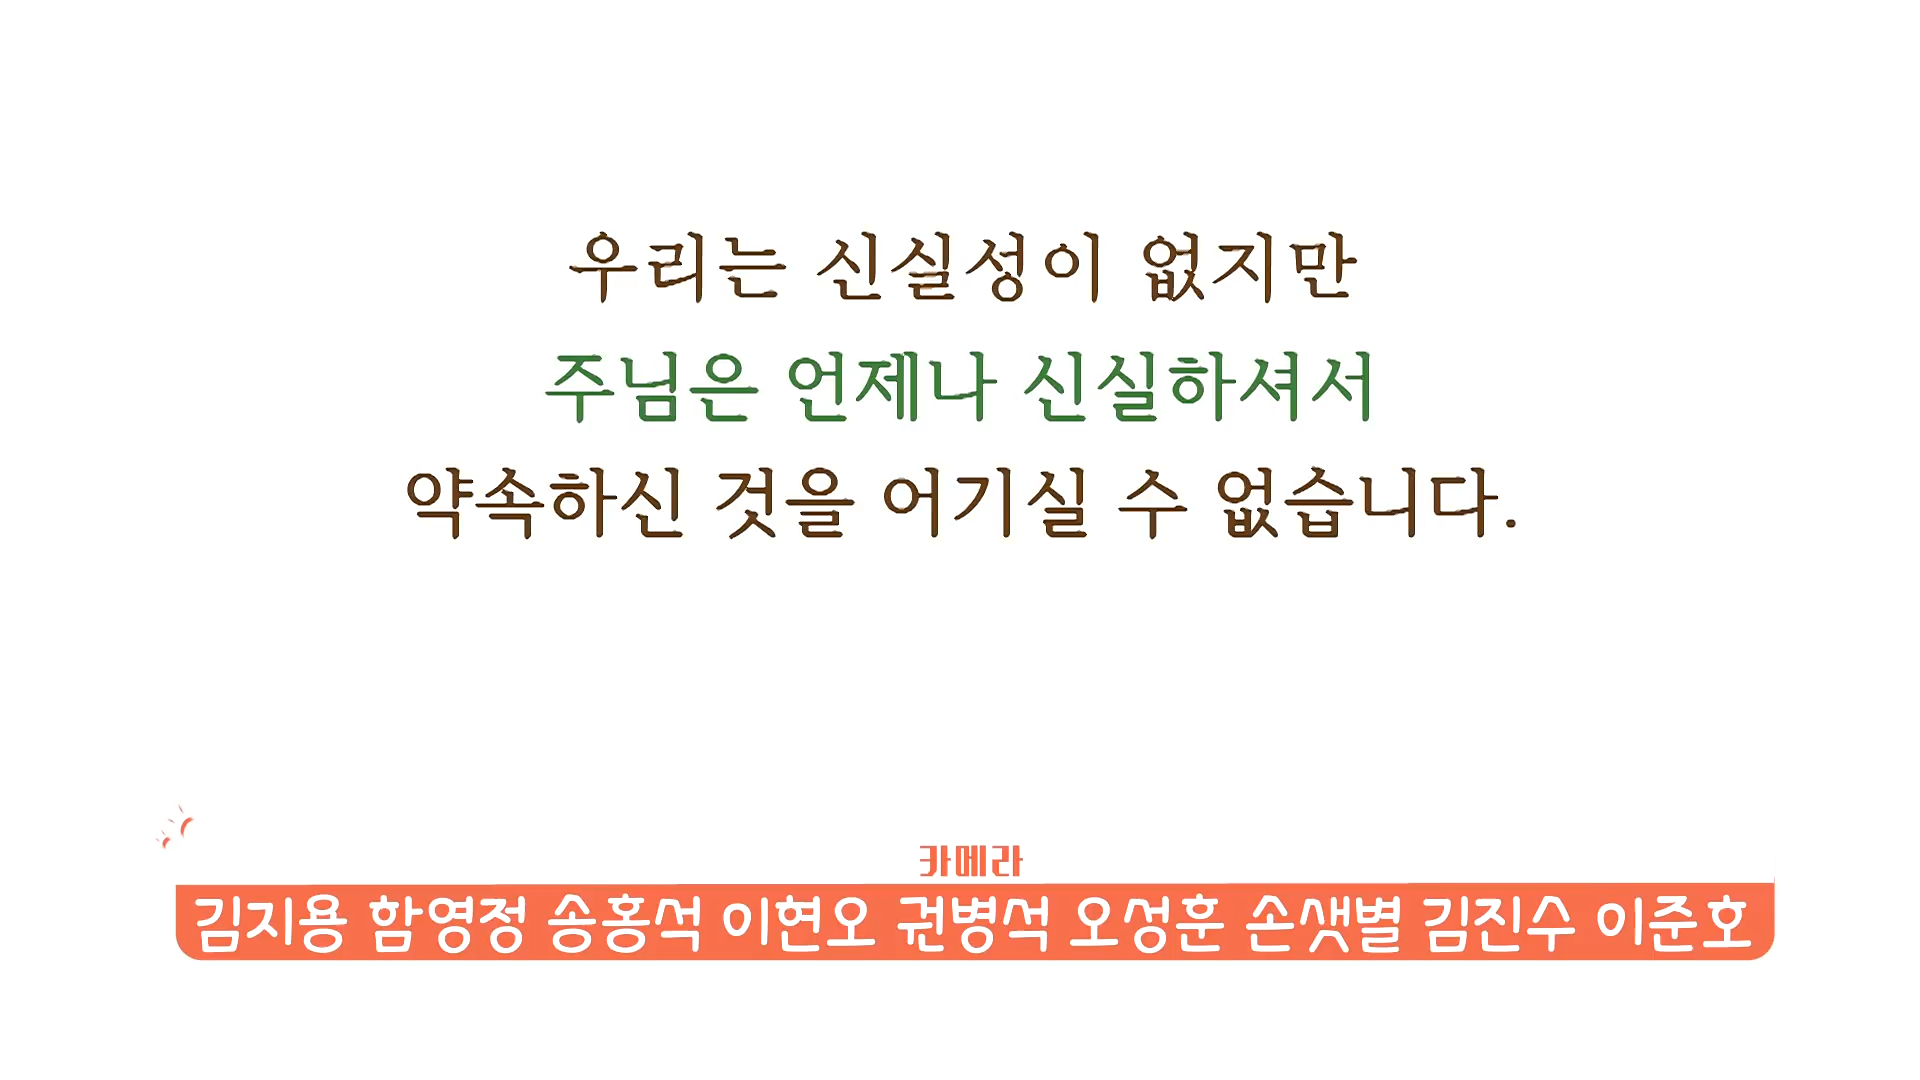 우리는 신실성이 없지만
주님은 언제나 신실하셔서
약속하신 것을 어기실 수 없습니다.
카메라
김지용 함영정 송홍석 이현오 권병석 오성훈 손샛별 김진수 이준호